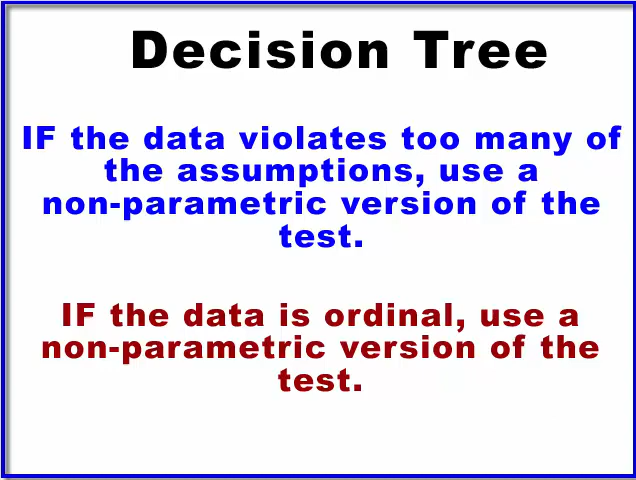 Decision Tree
IF the data violates too many of
the assumptions, use a
non-parametric version of the
test.
IF the data is ordinal, use a
non-parametric version of the
test.